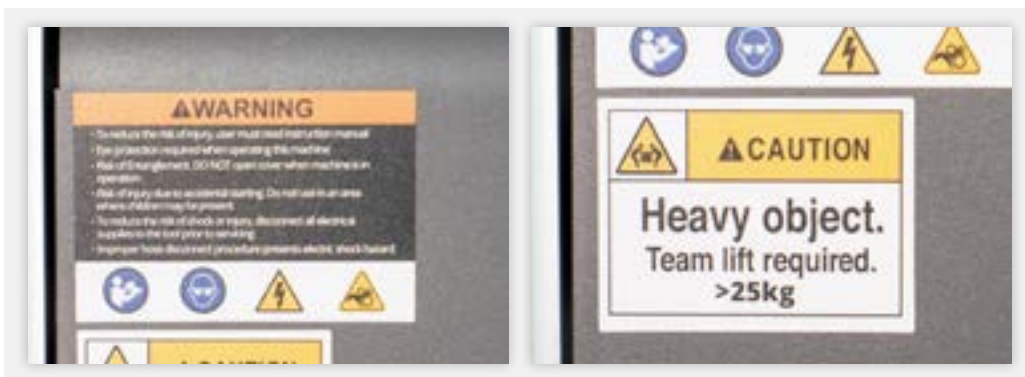 WARNING
- To reduce the risk of injury, user must read instruction manual
- Eye protection required when operating this machine
- Risk of Entanglement. DO NOT open cover when machine is in
operation
- Risk of injury due to accidental starting. Do not use in an area
where children may be present
- To reduce the risk of shock or injury, disconnect all electrical
supplies to the tool prior to servicing
- Improper hose disconnect procedure presents electric shock hazard
CAUTION
CAUTION
Heavy object.
Team lift required.
>25kg